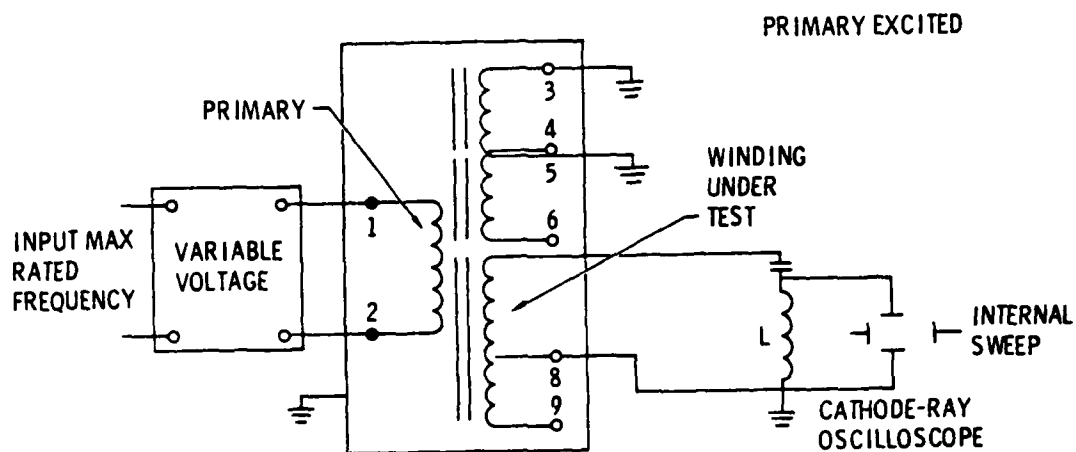 PRIMARY EXCITED
PRIMARY
3
4
5
6
WINDING
UNDER
TEST
1
2
INPUT MAX
RATED
FREQUENCY
VARIABLE
VOLTAGE
L
INTERNAL
SWEEP
8
9
CATHODE-RAY
OSCILLOSCOPE